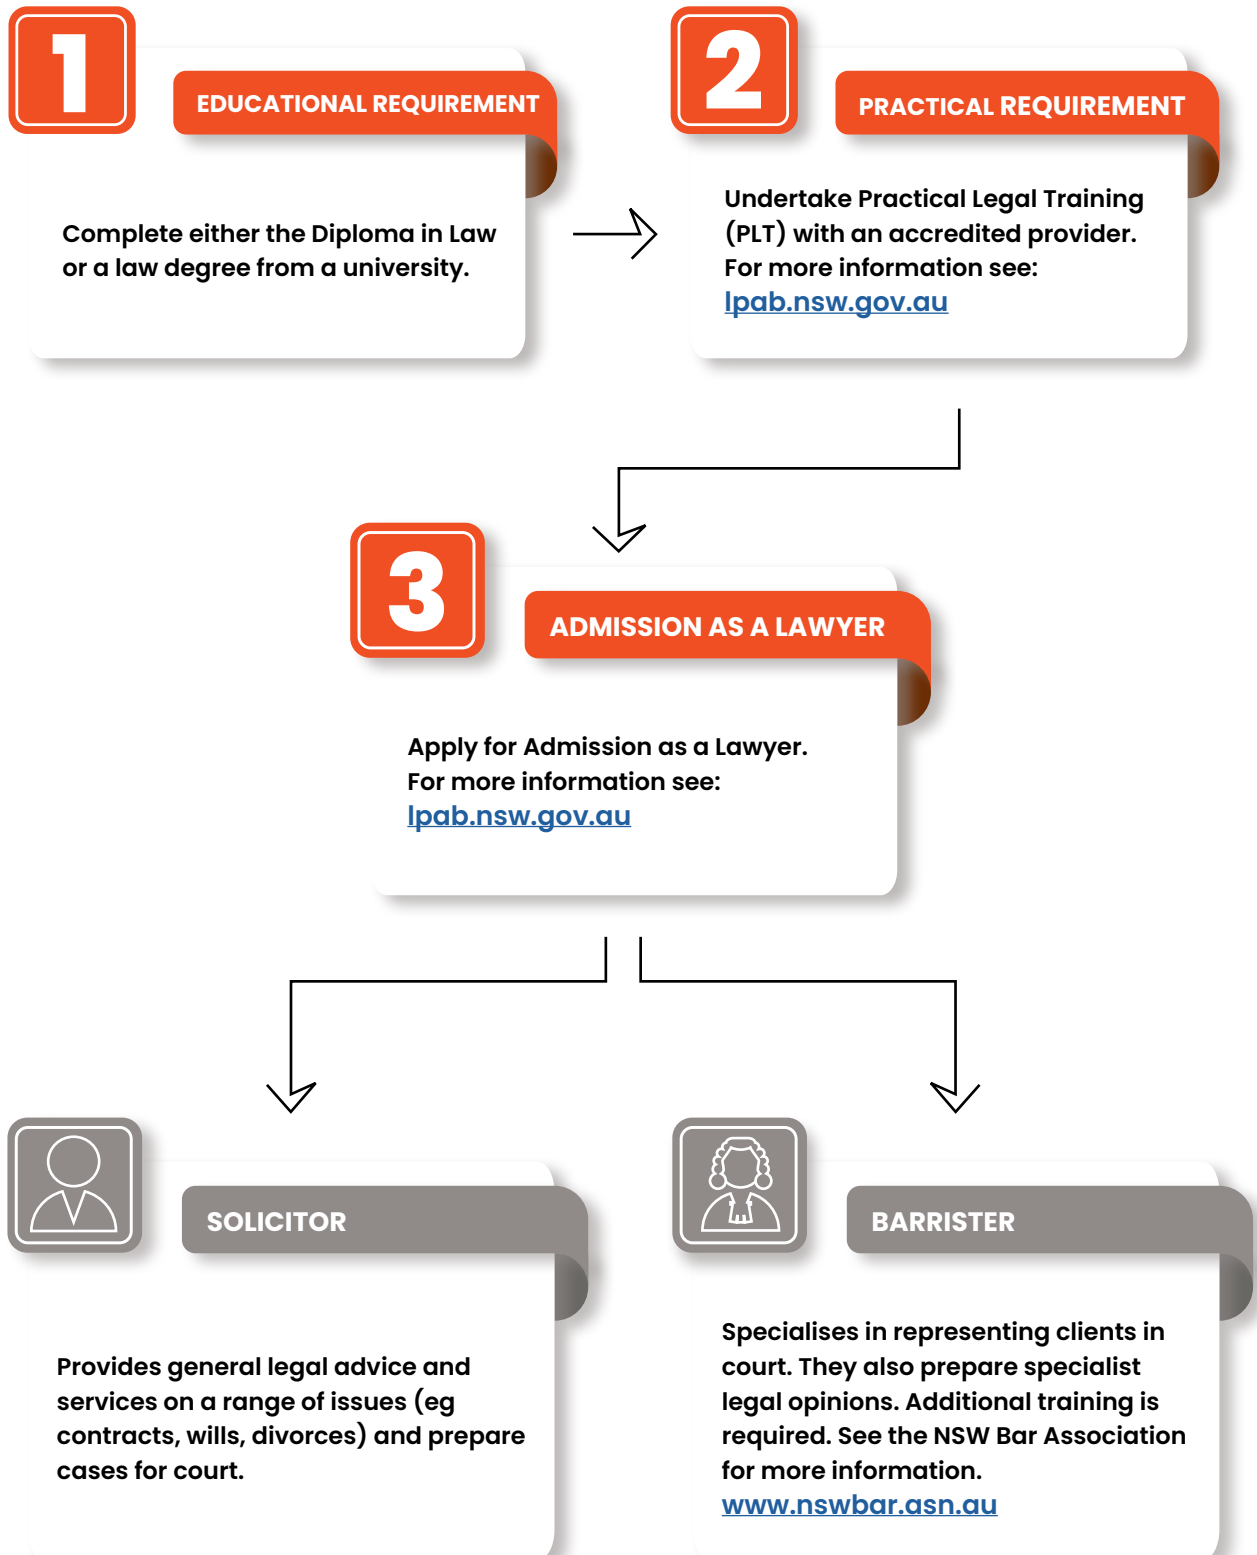 1
EDUCATIONAL REQUIREMENT
Complete either the Diploma in Law
or a law degree from a university.
2
PRACTICAL REQUIREMENT
Undertake Practical Legal Training
(PLT) with an accredited provider.
For more information see:
lpab.nsw.gov.au
3
ADMISSION AS A LAWYER
Apply for Admission as a Lawyer.
For more information see:
lpab.nsw.gov.au
SOLICITOR
Provides general legal advice and
services on a range of issues (eg
contracts, wills, divorces) and prepare
cases for court.
BARRISTER
Specialises in representing clients in
court. They also prepare specialist
legal opinions. Additional training is
required. See the NSW Bar Association
for more information.
www.nswbar.asn.au